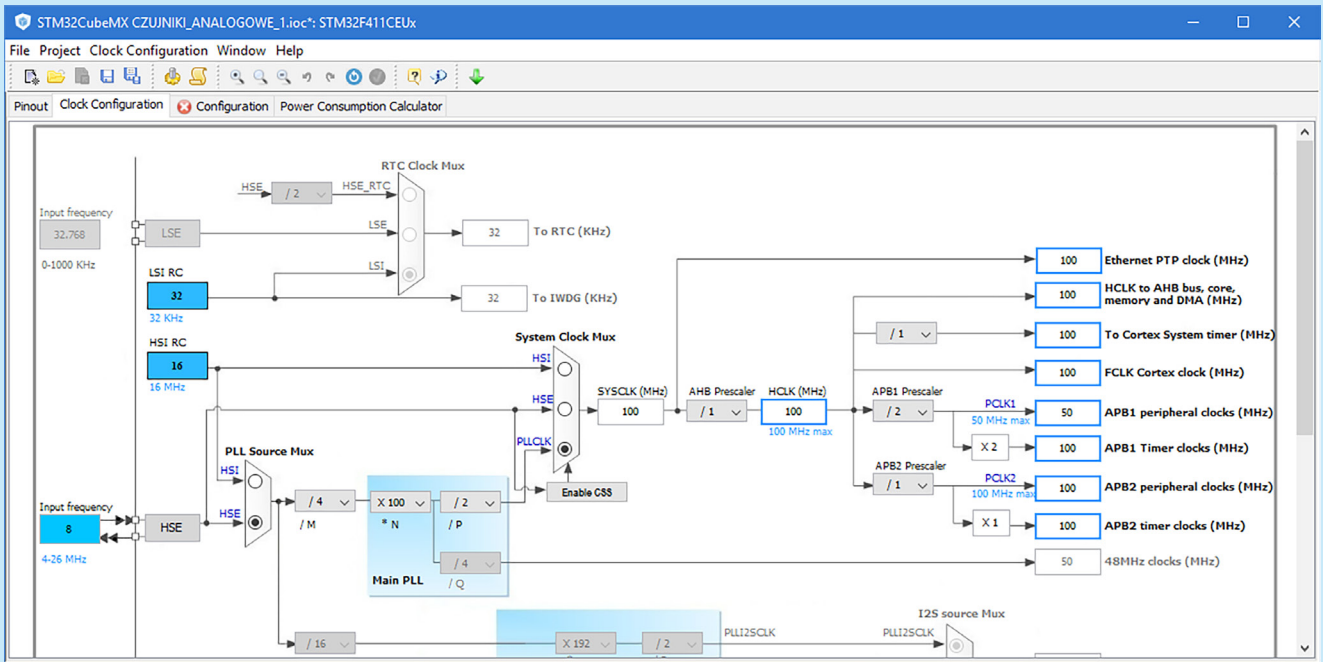 STM32CubeMX CZUJNIKI_ANALOGOWE_1.ioc*: STM32F411CEUx
File Project Clock Configuration Window Help
Pinout Clock Configuration Configuration Power Consumption Calculator
RTC Clock Mux
HSE / 2 HSE_RTC
Input frequency
32.768
LSE
LSE
32
To RTC (KHz)
0-1000 KHz
LSI RC
LSI
32
32 KHz
32
To IWDG (KHz)
HSI RC
16
16 MHz
System Clock Mux
HSI
HSE
PLLCLK
SYSCLK (MHz)
100
AHB Prescaler
/ 1
HCLK (MHz)
100
100 MHz max
Enable CSS
100
Ethernet PTP clock (MHz)
100
HCLK to AHB bus, core,
memory and DMA (MHz)
/ 1
100
To Cortex System timer (MHz)
100
FCLK Cortex clock (MHz)
APB1 Prescaler
/ 2
PCLK1
50 MHz max
50
APB1 peripheral clocks (MHz)
X 2
100
APB1 Timer clocks (MHz)
APB2 Prescaler
/ 1
PCLK2
100 MHz max
100
APB2 peripheral clocks (MHz)
X 1
100
APB2 timer clocks (MHz)
50
48MHz clocks (MHz)
PLL Source Mux
HSI
HSE
Input frequency
8
4-26 MHz
HSE
/ 4
/ M
X 100
* N
/ 2
/ P
/ 4
/ Q
Main PLL
/ 16
X 192
/ 2
PLLI2SCLK
PLLI2SCLK
I2S source Mux